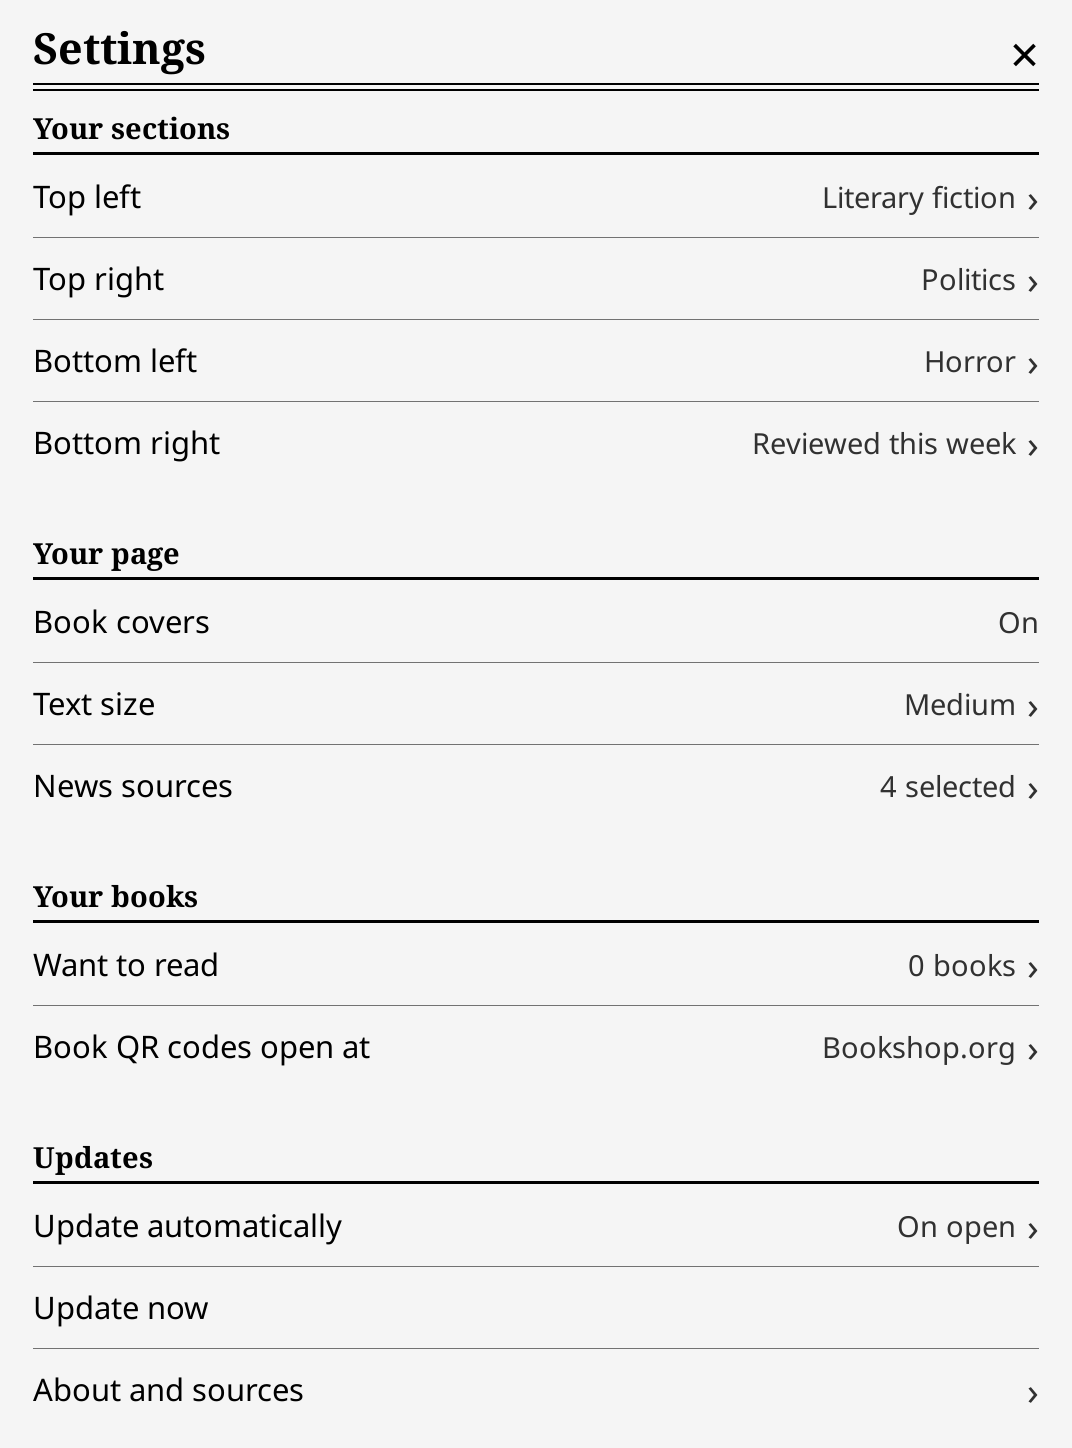 Settings ×
Your sections
Top left Literary fiction ›
Top right Politics ›
Bottom left Horror ›
Bottom right Reviewed this week ›
Your page
Book covers On
Text size Medium ›
News sources 4 selected ›
Your books
Want to read 0 books ›
Book QR codes open at Bookshop.org ›
Updates
Update automatically On open ›
Update now
About and sources ›